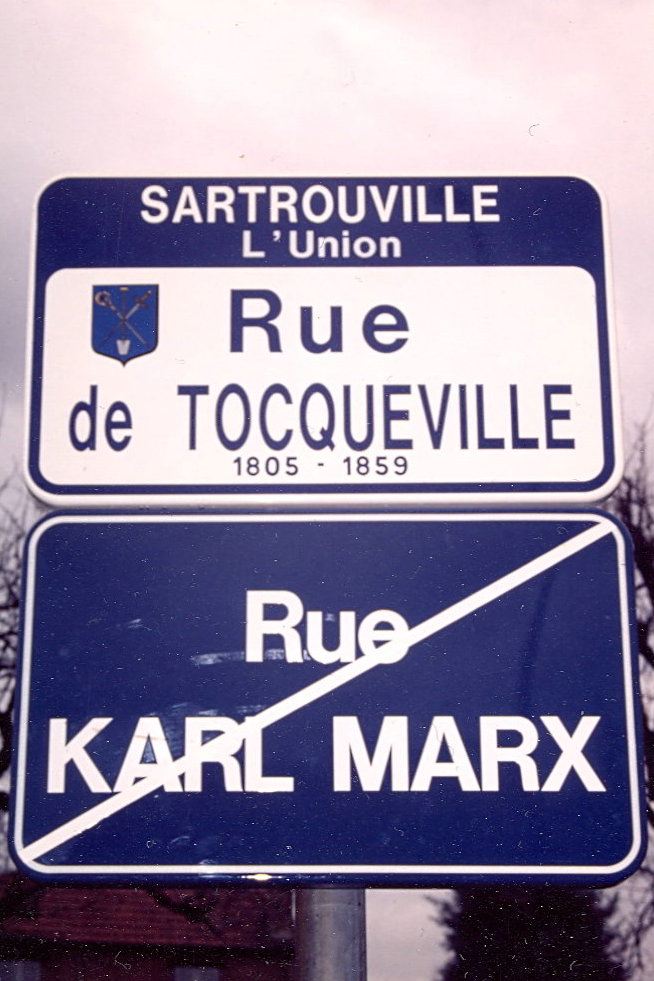 SARTROUVILLE
L'Union
Rue
de TOCQUEVILLE
1805 - 1859
Rue
KARL MARX